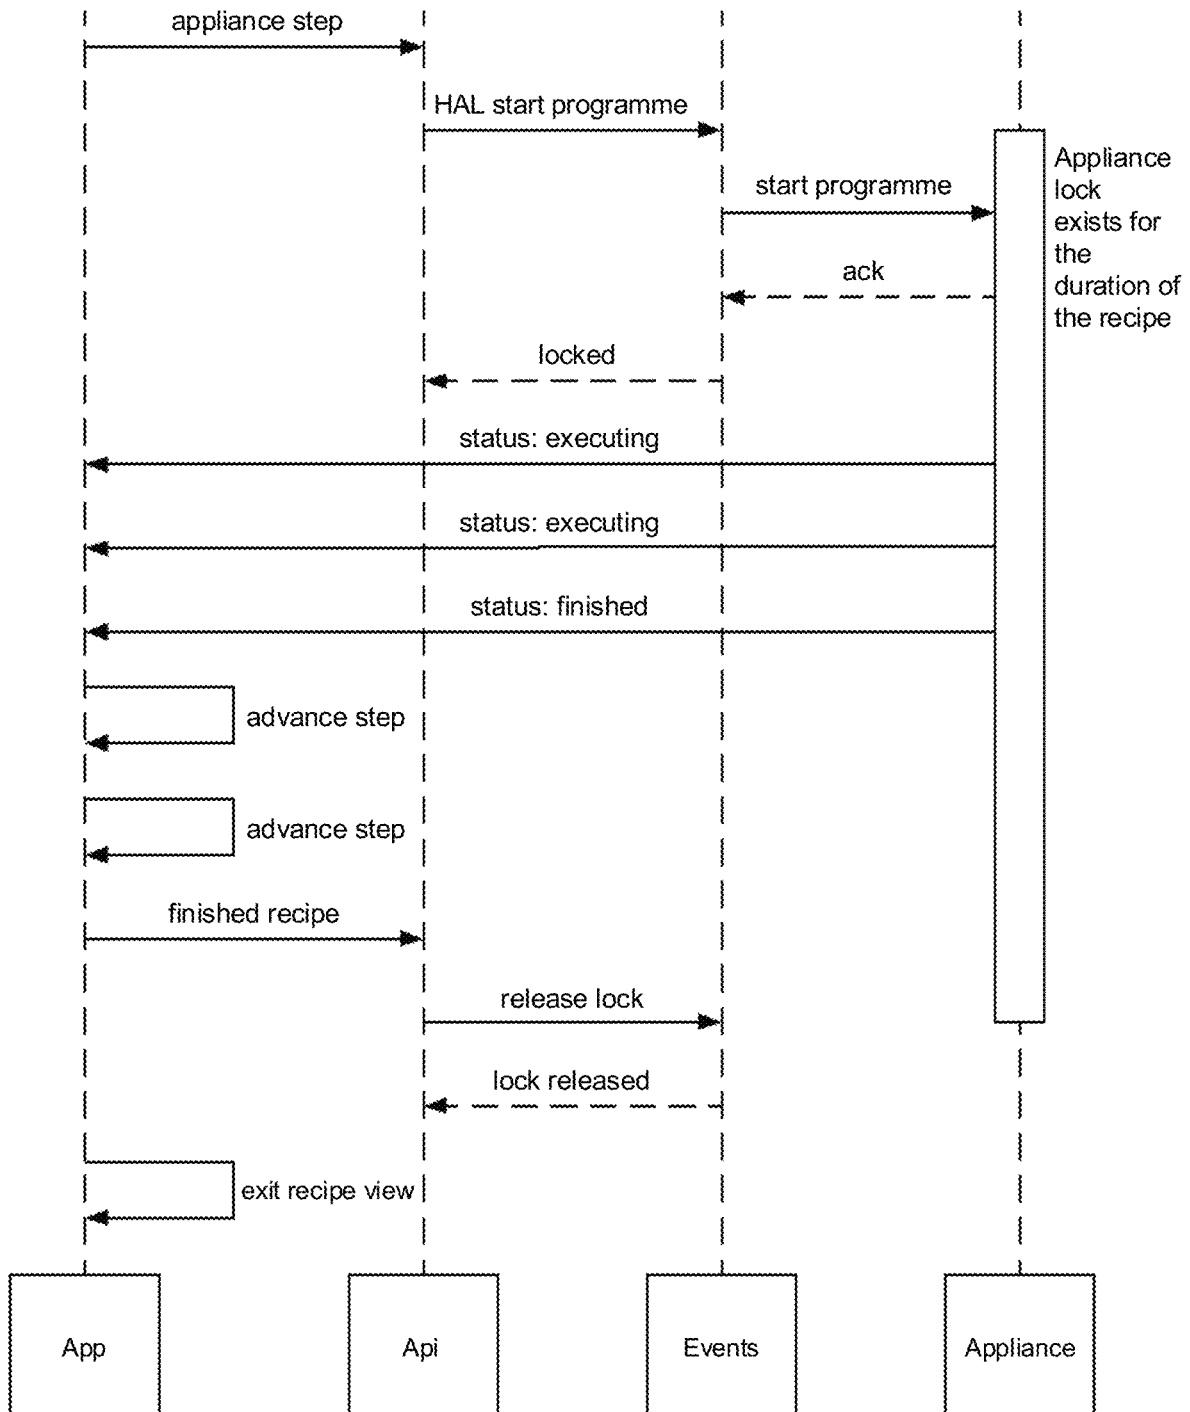 appliance step
HAL start programme
Appliance
lock
exists for
the
duration of
the recipe
start programme
ack
locked
status: executing
status: executing
status: finished
advance step
advance step
finished recipe
release lock
lock released
exit recipe view
App
Api
Events
Appliance